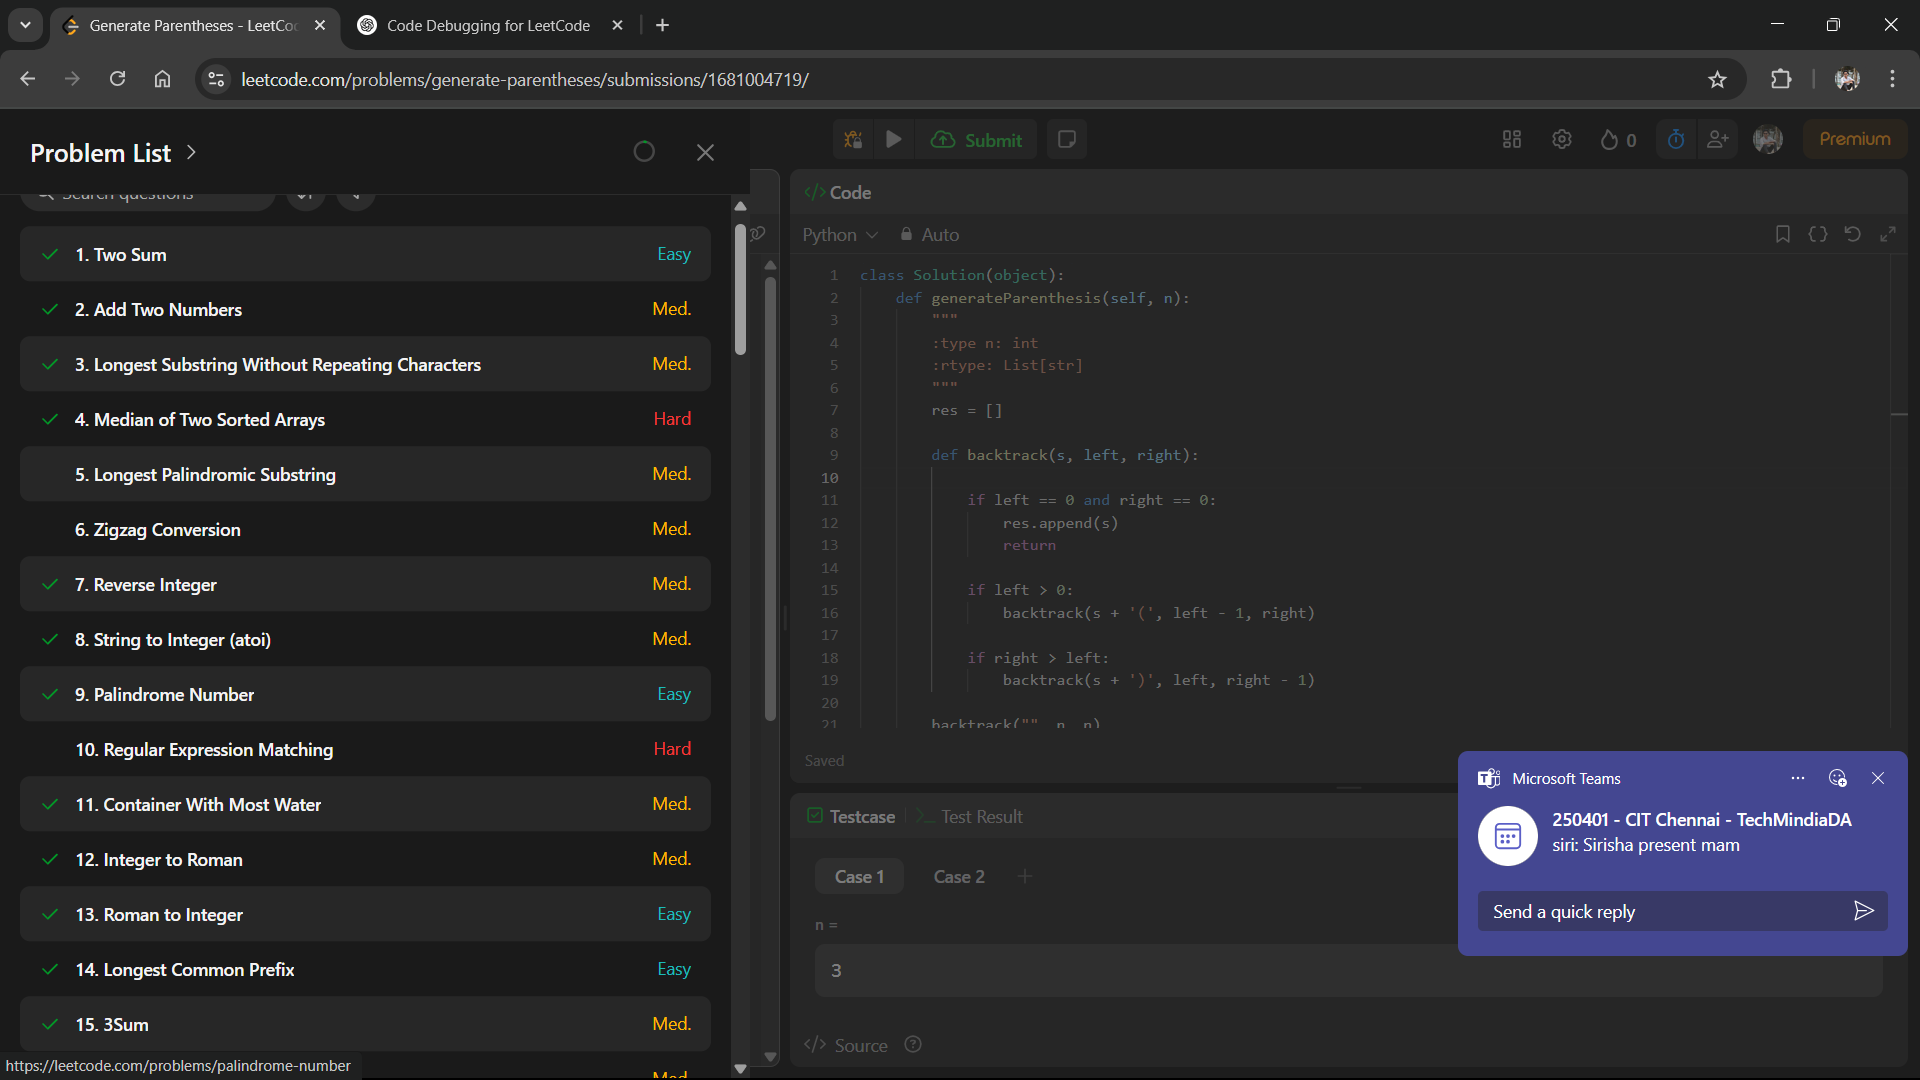 Generate Parentheses - LeetCo
Code Debugging for LeetCode
leetcode.com/problems/generate-parentheses/submissions/1681004719/
Problem List
Search questions
1. Two Sum
Easy
2. Add Two Numbers
Med.
3. Longest Substring Without Repeating Characters
Med.
4. Median of Two Sorted Arrays
Hard
5. Longest Palindromic Substring
Med.
6. Zigzag Conversion
Med.
7. Reverse Integer
Med.
8. String to Integer (atoi)
Med.
9. Palindrome Number
Easy
10. Regular Expression Matching
Hard
11. Container With Most Water
Med.
12. Integer to Roman
Med.
13. Roman to Integer
Easy
14. Longest Common Prefix
Easy
15. 3Sum
Med.
Med.
https://leetcode.com/problems/palindrome-number
Submit
0
Premium
</> Code
Python
Auto
1 class Solution(object):
2 def generateParenthesis(self, n):
3 """
4 :type n: int
5 :rtype: List[str]
6 """
7 res = []
8
9 def backtrack(s, left, right):
10
11 if left == 0 and right == 0:
12 res.append(s)
13 return
14
15 if left > 0:
16 backtrack(s + '(', left - 1, right)
17
18 if right > left:
19 backtrack(s + ')', left, right - 1)
20
21 backtrack("", n, n)
Saved
Testcase
Test Result
Case 1
Case 2
n =
3
</> Source
Microsoft Teams
250401 - CIT Chennai - TechMindiaDA
siri: Sirisha present mam
Send a quick reply